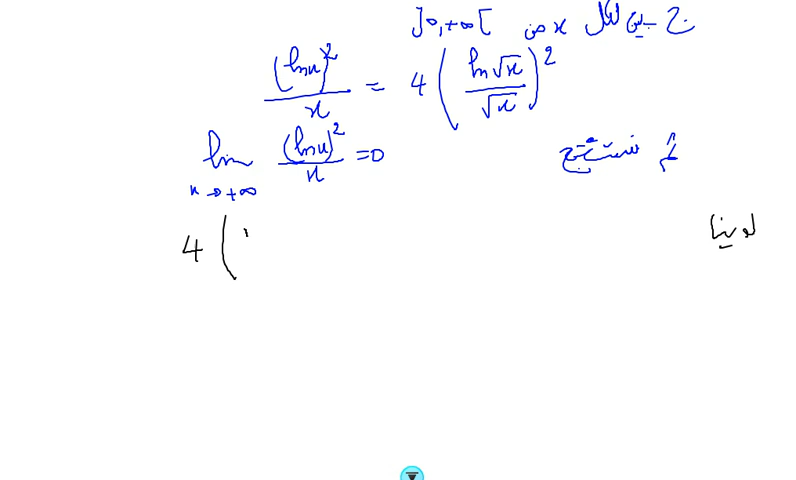 ج بين لكل x من ]0,+∞[
(ln x)² / x = 4 (ln√x / √x)²
ثم نستنتج lim x→+∞ (ln x)² / x = 0
لدينا 4 (